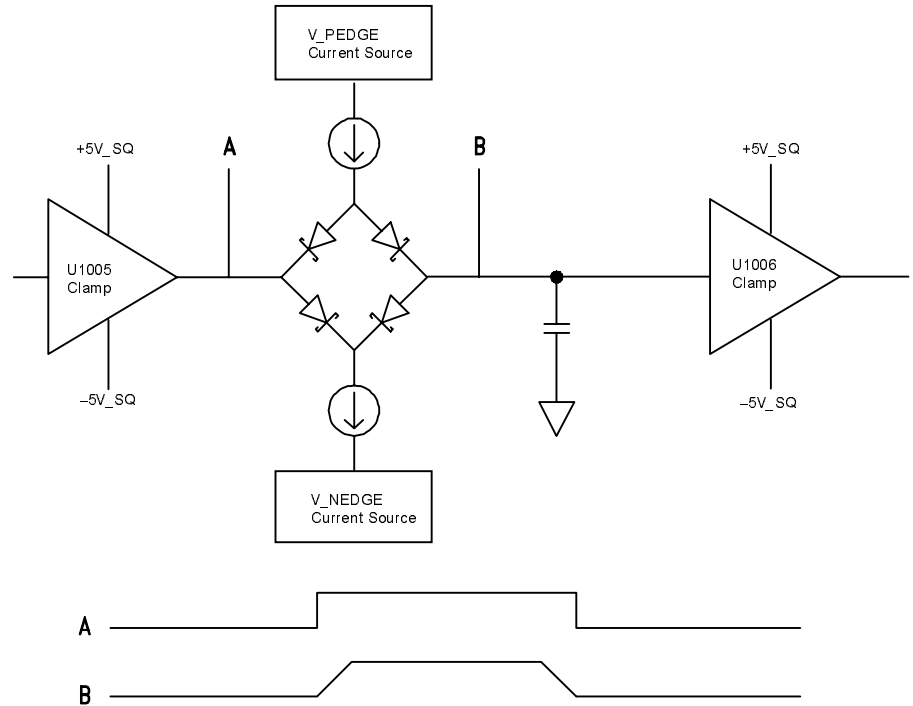 V_PEDGE
Current Source
+5V_SQ
A
B
+5V_SQ
U1005
Clamp
U1006
Clamp
–5V_SQ
–5V_SQ
V_NEDGE
Current Source
A
B